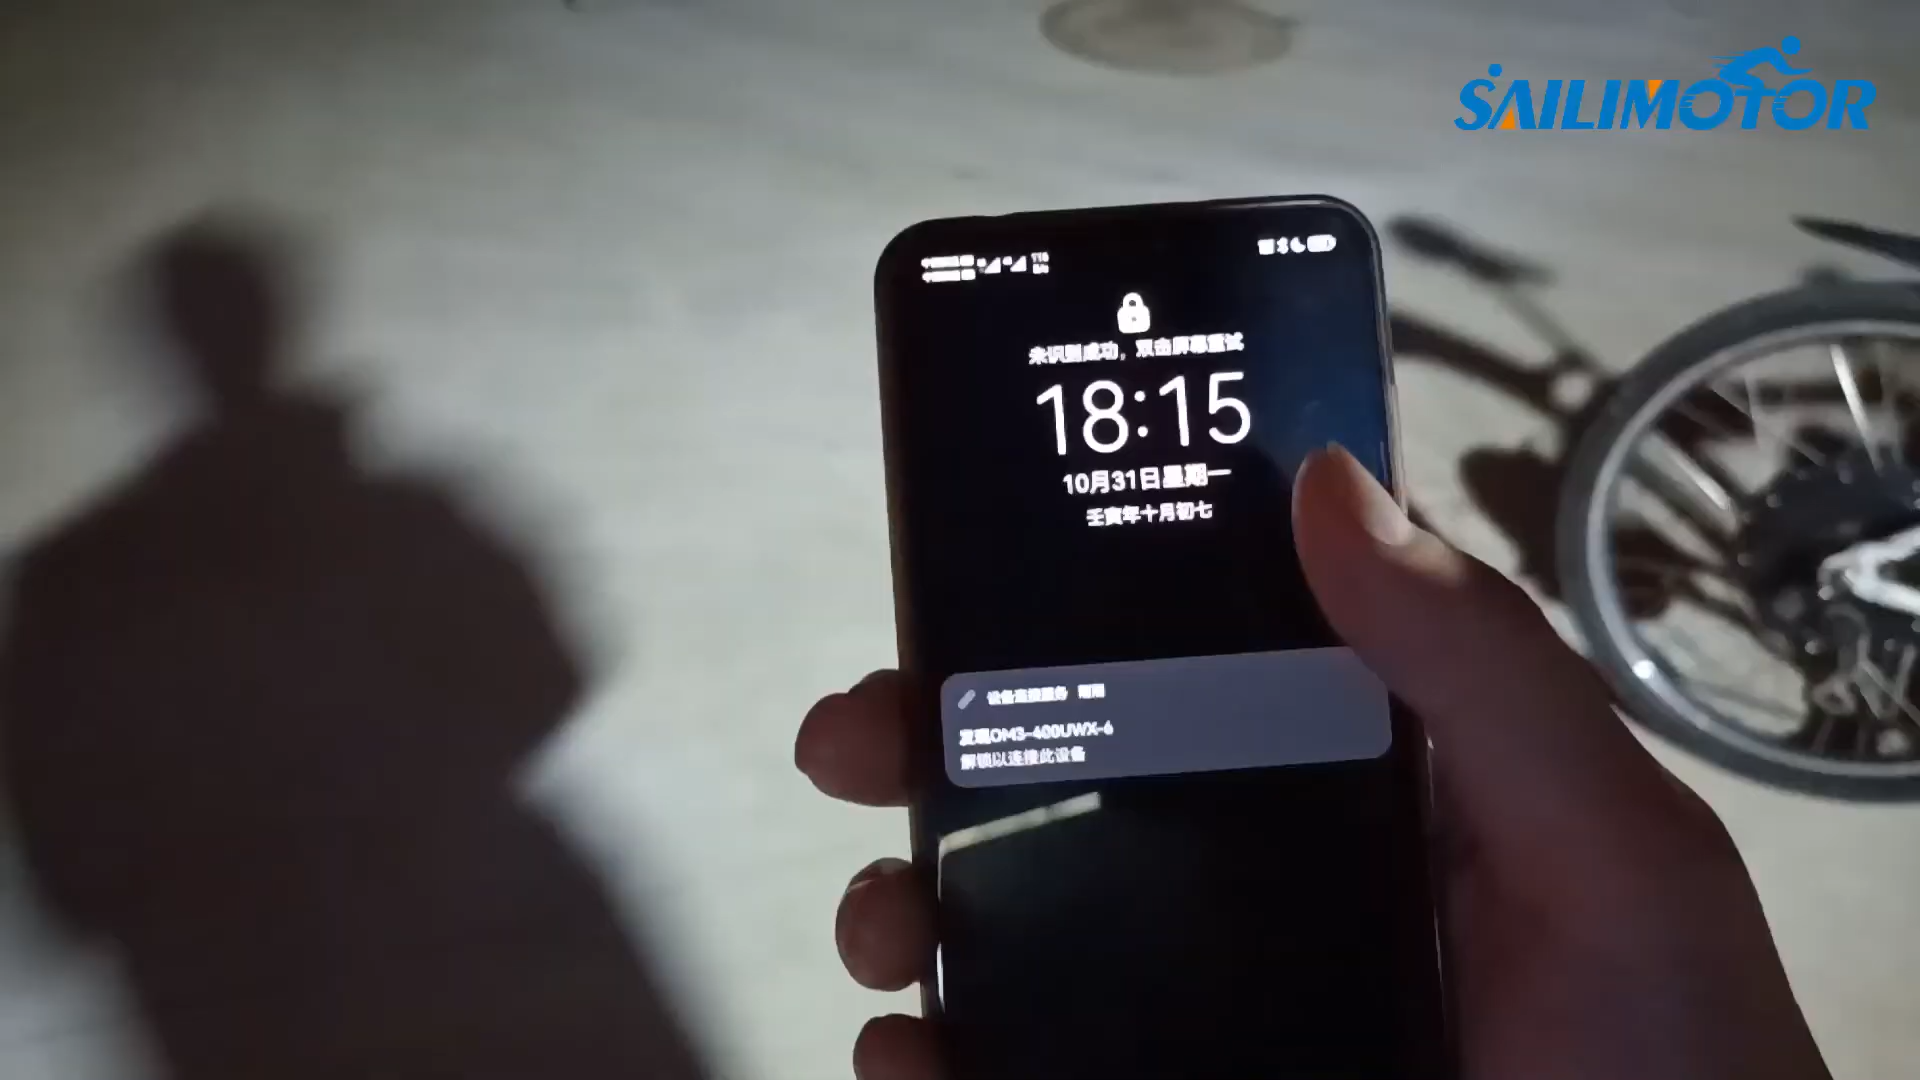 SAILIMOTOR
未识别成功，双击屏幕重试
18:15
10月31日星期一
壬寅年十月初七
设备连接服务 刚刚
发现OM3-400UWX-6
解锁以连接此设备